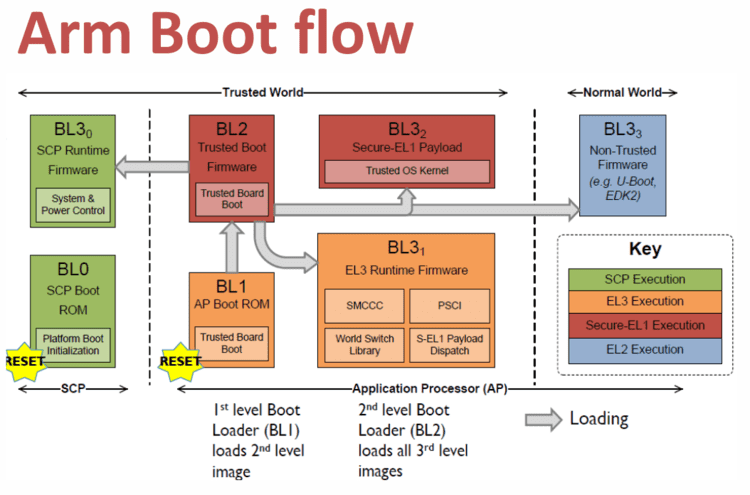 Arm Boot flow
Trusted World
Normal World
BL3₀
SCP Runtime
Firmware
System &
Power Control
BL0
SCP Boot
ROM
Platform Boot
Initialization
RESET
SCP
BL2
Trusted Boot
Firmware
Trusted Board
Boot
BL1
AP Boot ROM
Trusted Board
Boot
RESET
BL3₂
Secure-EL1 Payload
Trusted OS Kernel
BL3₁
EL3 Runtime Firmware
SMCCC
PSCI
World Switch
Library
S-EL1 Payload
Dispatch
BL3₃
Non-Trusted
Firmware
(e.g. U-Boot,
EDK2)
Key
SCP Execution
EL3 Execution
Secure-EL1 Execution
EL2 Execution
Application Processor (AP)
1st level Boot
Loader (BL1)
loads 2nd level
image
2nd level Boot
Loader (BL2)
loads all 3rd level
images
Loading